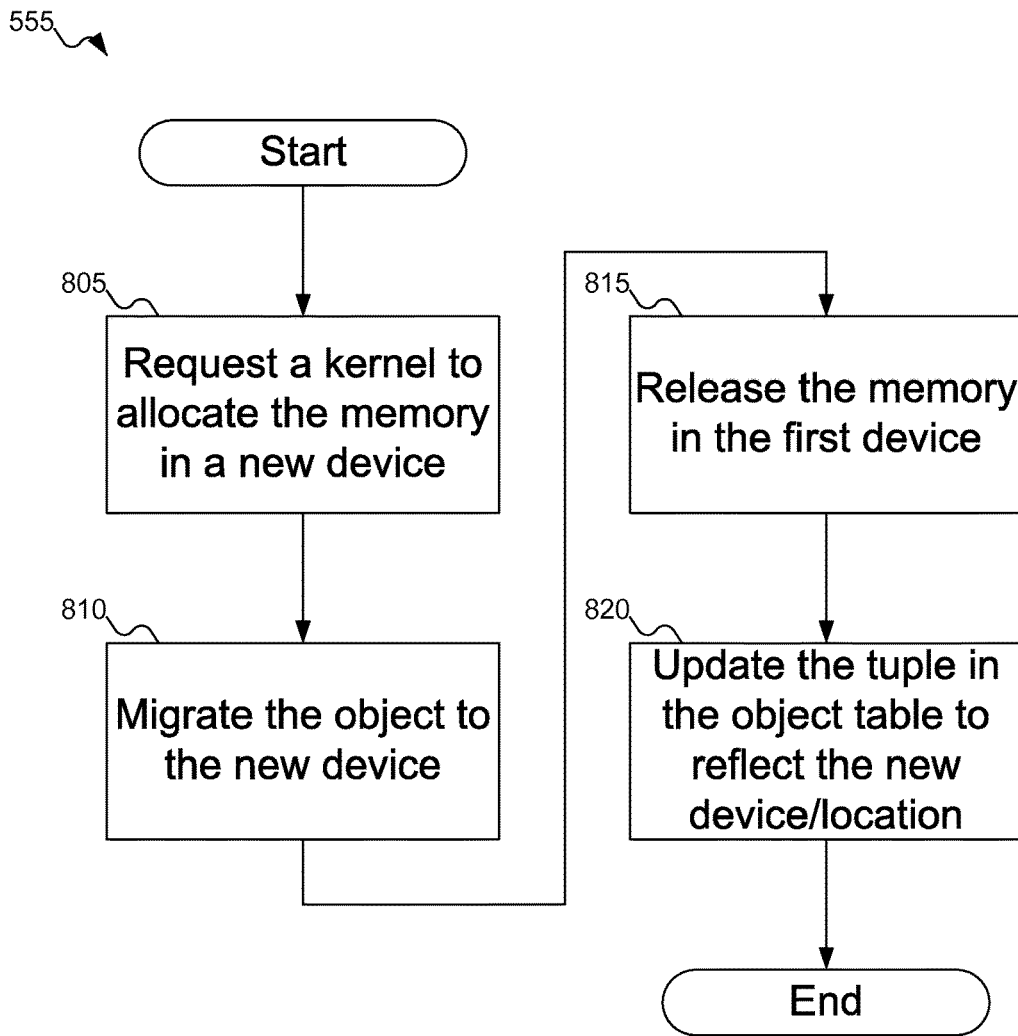 555
Start
805
Request a kernel to
allocate the memory
in a new device
810
Migrate the object to
the new device
815
Release the memory
in the first device
820
Update the tuple in
the object table to
reflect the new
device/location
End